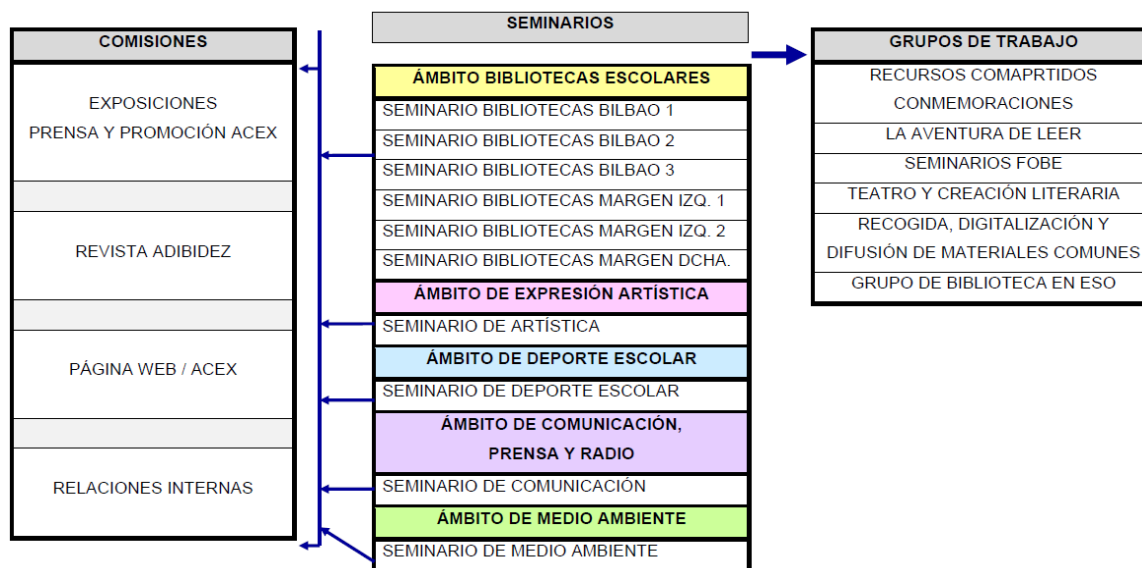 COMISIONES
EXPOSICIONES
PRENSA Y PROMOCIÓN ACEX
REVISTA ADIBIDEZ
PÁGINA WEB / ACEX
RELACIONES INTERNAS
SEMINARIOS
ÁMBITO BIBLIOTECAS ESCOLARES
SEMINARIO BIBLIOTECAS BILBAO 1
SEMINARIO BIBLIOTECAS BILBAO 2
SEMINARIO BIBLIOTECAS BILBAO 3
SEMINARIO BIBLIOTECAS MARGEN IZQ. 1
SEMINARIO BIBLIOTECAS MARGEN IZQ. 2
SEMINARIO BIBLIOTECAS MARGEN DCHA.
ÁMBITO DE EXPRESIÓN ARTÍSTICA
SEMINARIO DE ARTÍSTICA
ÁMBITO DE DEPORTE ESCOLAR
SEMINARIO DE DEPORTE ESCOLAR
ÁMBITO DE COMUNICACIÓN,
PRENSA Y RADIO
SEMINARIO DE COMUNICACIÓN
ÁMBITO DE MEDIO AMBIENTE
SEMINARIO DE MEDIO AMBIENTE
GRUPOS DE TRABAJO
RECURSOS COMAPRTIDOS
CONMEMORACIONES
LA AVENTURA DE LEER
SEMINARIOS FOBE
TEATRO Y CREACIÓN LITERARIA
RECOGIDA, DIGITALIZACIÓN Y
DIFUSIÓN DE MATERIALES COMUNES
GRUPO DE BIBLIOTECA EN ESO